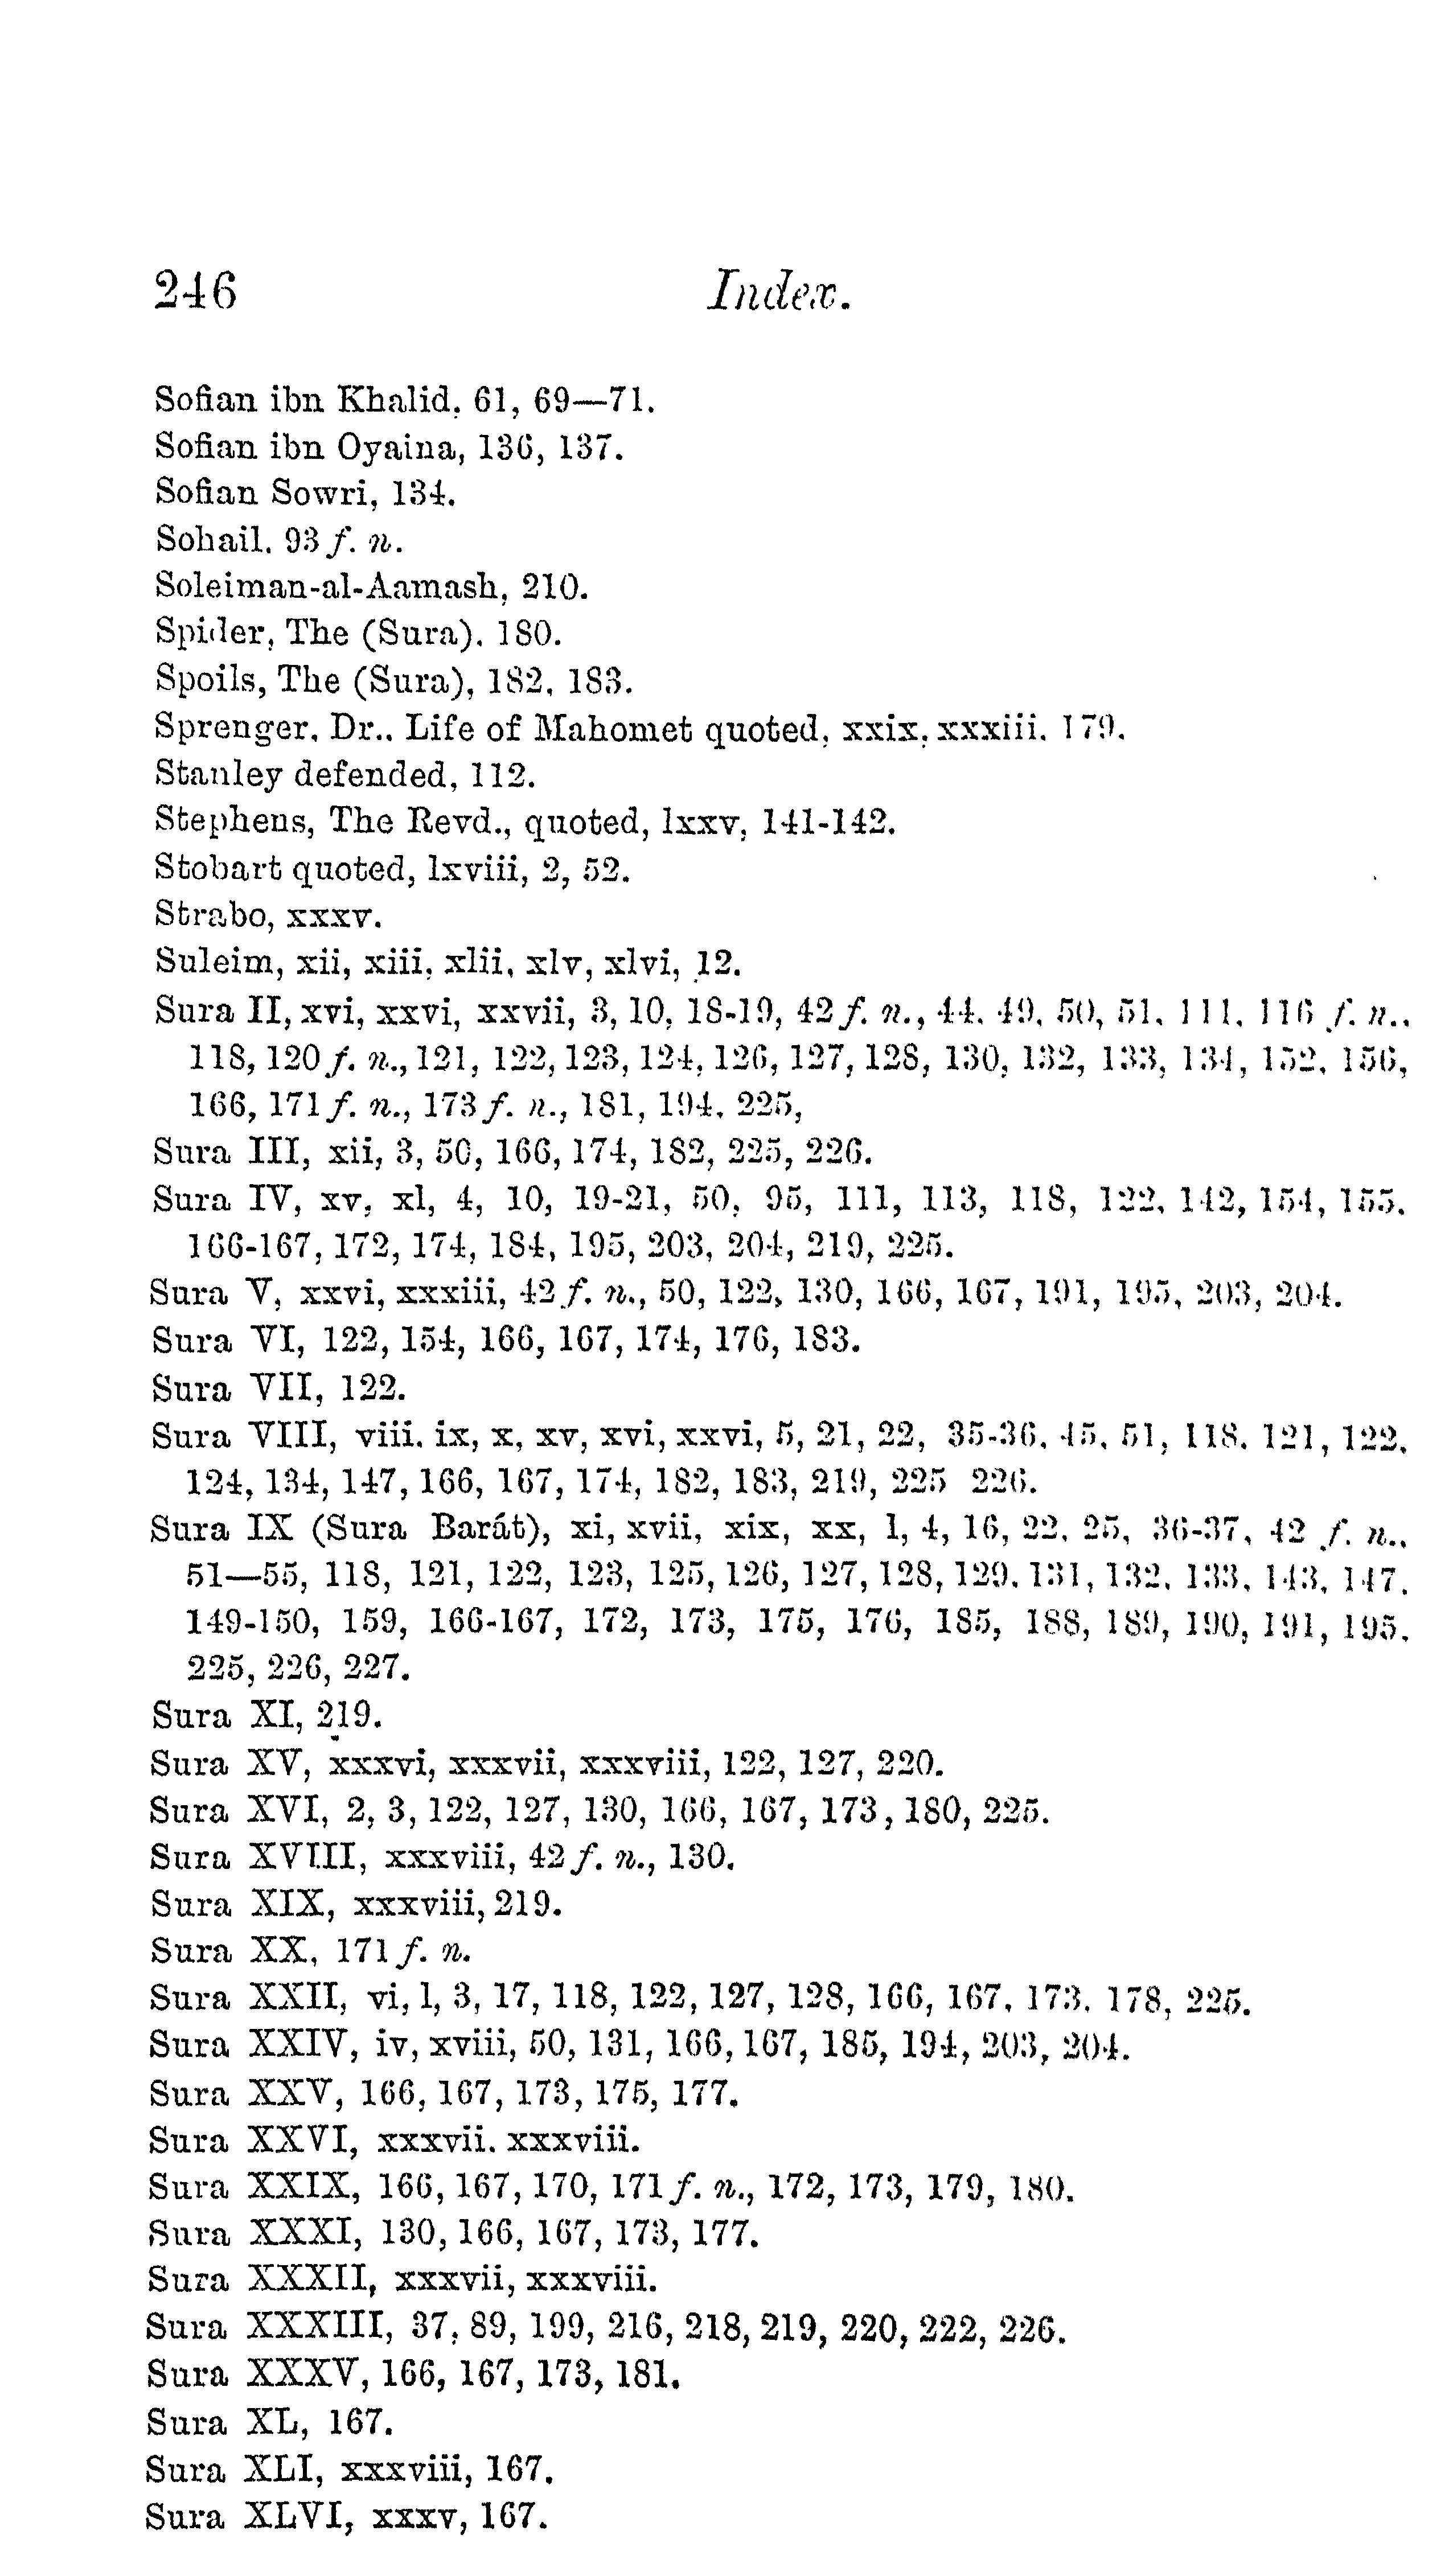 246 Index.
Sofian ibn Khalid, 61, 69—71.
Sofian ibn Oyaina, 136, 137.
Sofian Sowri, 134.
Sohail. 93 f. n.
Soleiman-al-Aamash, 210.
Spider, The (Sura). 180.
Spoils, The (Sura), 182, 183.
Sprenger, Dr., Life of Mahomet quoted, xxix, xxxiii. 179.
Stanley defended, 112.
Stephens, The Revd., quoted, lxxv, 141-142.
Stobart quoted, lxviii, 2, 52.
Strabo, xxxv.
Suleim, xii, xiii, xlii, xlv, xlvi, 12.
Sura II, xvi, xxvi, xxvii, 3, 10, 18-19, 42 f. n., 44, 49, 50, 51, 111, 116 f. n.,
118, 120 f. n., 121, 122, 123, 124, 126, 127, 128, 130, 132, 133, 134, 152, 156,
166, 171 f. n., 173 f. n., 181, 194, 225,
Sura III, xii, 3, 50, 166, 174, 182, 225, 226.
Sura IV, xv, xl, 4, 10, 19-21, 50, 95, 111, 113, 118, 122, 142, 154, 155.
166-167, 172, 174, 184, 195, 203, 204, 219, 225.
Sura V, xxvi, xxxiii, 42 f. n., 50, 122, 130, 166, 167, 191, 195, 203, 204.
Sura VI, 122, 154, 166, 167, 174, 176, 183.
Sura VII, 122.
Sura VIII, viii. ix, x, xv, xvi, xxvi, 5, 21, 22, 35-36, 45, 51, 118, 121, 122,
124, 134, 147, 166, 167, 174, 182, 183, 219, 225 226.
Sura IX (Sura Barát), xi, xvii, xix, xx, 1, 4, 16, 22, 25, 36-37, 42 f. n.,
51—55, 118, 121, 122, 123, 125, 126, 127, 128, 129, 131, 132, 133, 143, 147,
149-150, 159, 166-167, 172, 173, 175, 176, 185, 188, 189, 190, 191, 195,
225, 226, 227.
Sura XI, 219.
Sura XV, xxxvi, xxxvii, xxxviii, 122, 127, 220.
Sura XVI, 2, 3, 122, 127, 130, 166, 167, 173, 180, 225.
Sura XVIII, xxxviii, 42 f. n., 130.
Sura XIX, xxxviii, 219.
Sura XX, 171 f. n.
Sura XXII, vi, 1, 3, 17, 118, 122, 127, 128, 166, 167, 173, 178, 225.
Sura XXIV, iv, xviii, 50, 131, 166, 167, 185, 194, 203, 204.
Sura XXV, 166, 167, 173, 175, 177.
Sura XXVI, xxxvii. xxxviii.
Sura XXIX, 166, 167, 170, 171 f. n., 172, 173, 179, 180.
Sura XXXI, 130, 166, 167, 173, 177.
Sura XXXII, xxxvii, xxxviii.
Sura XXXIII, 37, 89, 199, 216, 218, 219, 220, 222, 226.
Sura XXXV, 166, 167, 173, 181.
Sura XL, 167.
Sura XLI, xxxviii, 167.
Sura XLVI, xxxv, 167.